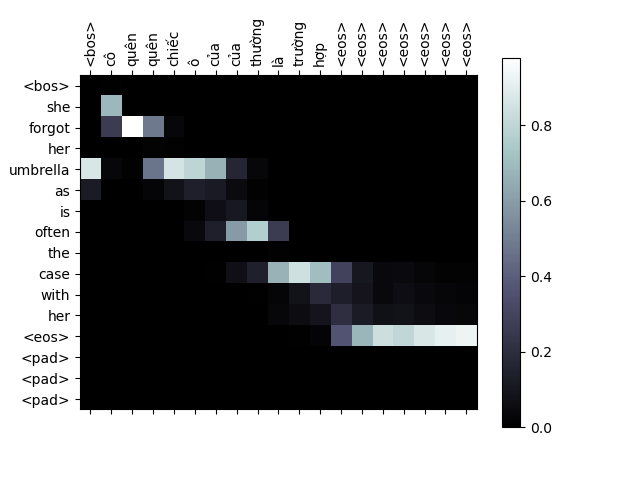 <bos> cô quên quên chiếc ô của của thường là trường hợp <eos> <eos> <eos> <eos> <eos> <eos> <eos>
<bos>
she
forgot
her
umbrella
as
is
often
the
case
with
her
<eos>
<pad>
<pad>
<pad>
0.8
0.6
0.4
0.2
0.0